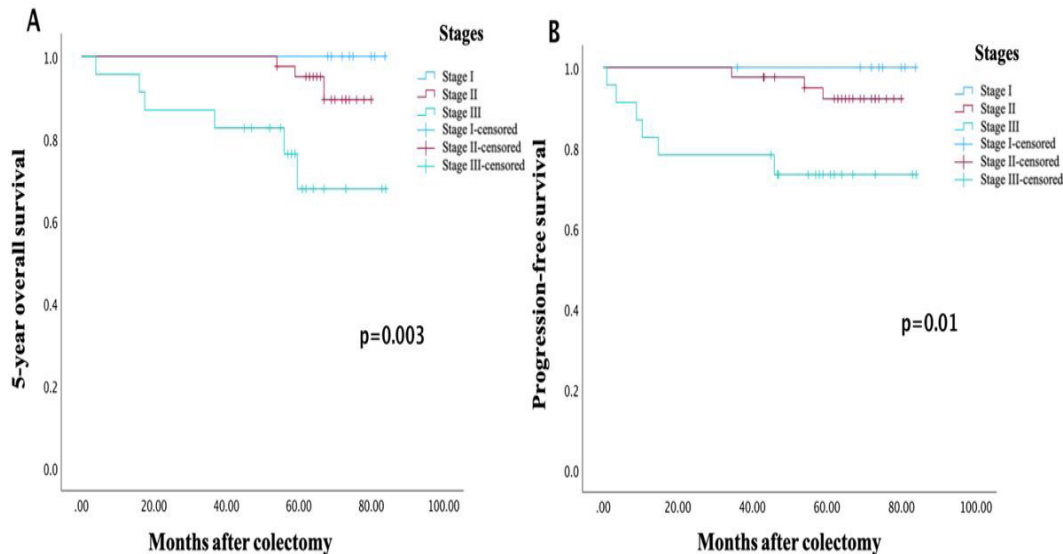 A
Stages
Stage I
Stage II
Stage III
Stage I-censored
Stage II-censored
Stage III-censored
5-year overall survival
1.0
0.8
0.6
0.4
0.2
0.0
p=0.003
.00 20.00 40.00 60.00 80.00 100.00
Months after colectomy
B
Stages
Stage I
Stage II
Stage III
Stage I-censored
Stage II-censored
Stage III-censored
Progression-free survival
1.0
0.8
0.6
0.4
0.2
0.0
p=0.01
.00 20.00 40.00 60.00 80.00 100.00
Months after colectomy